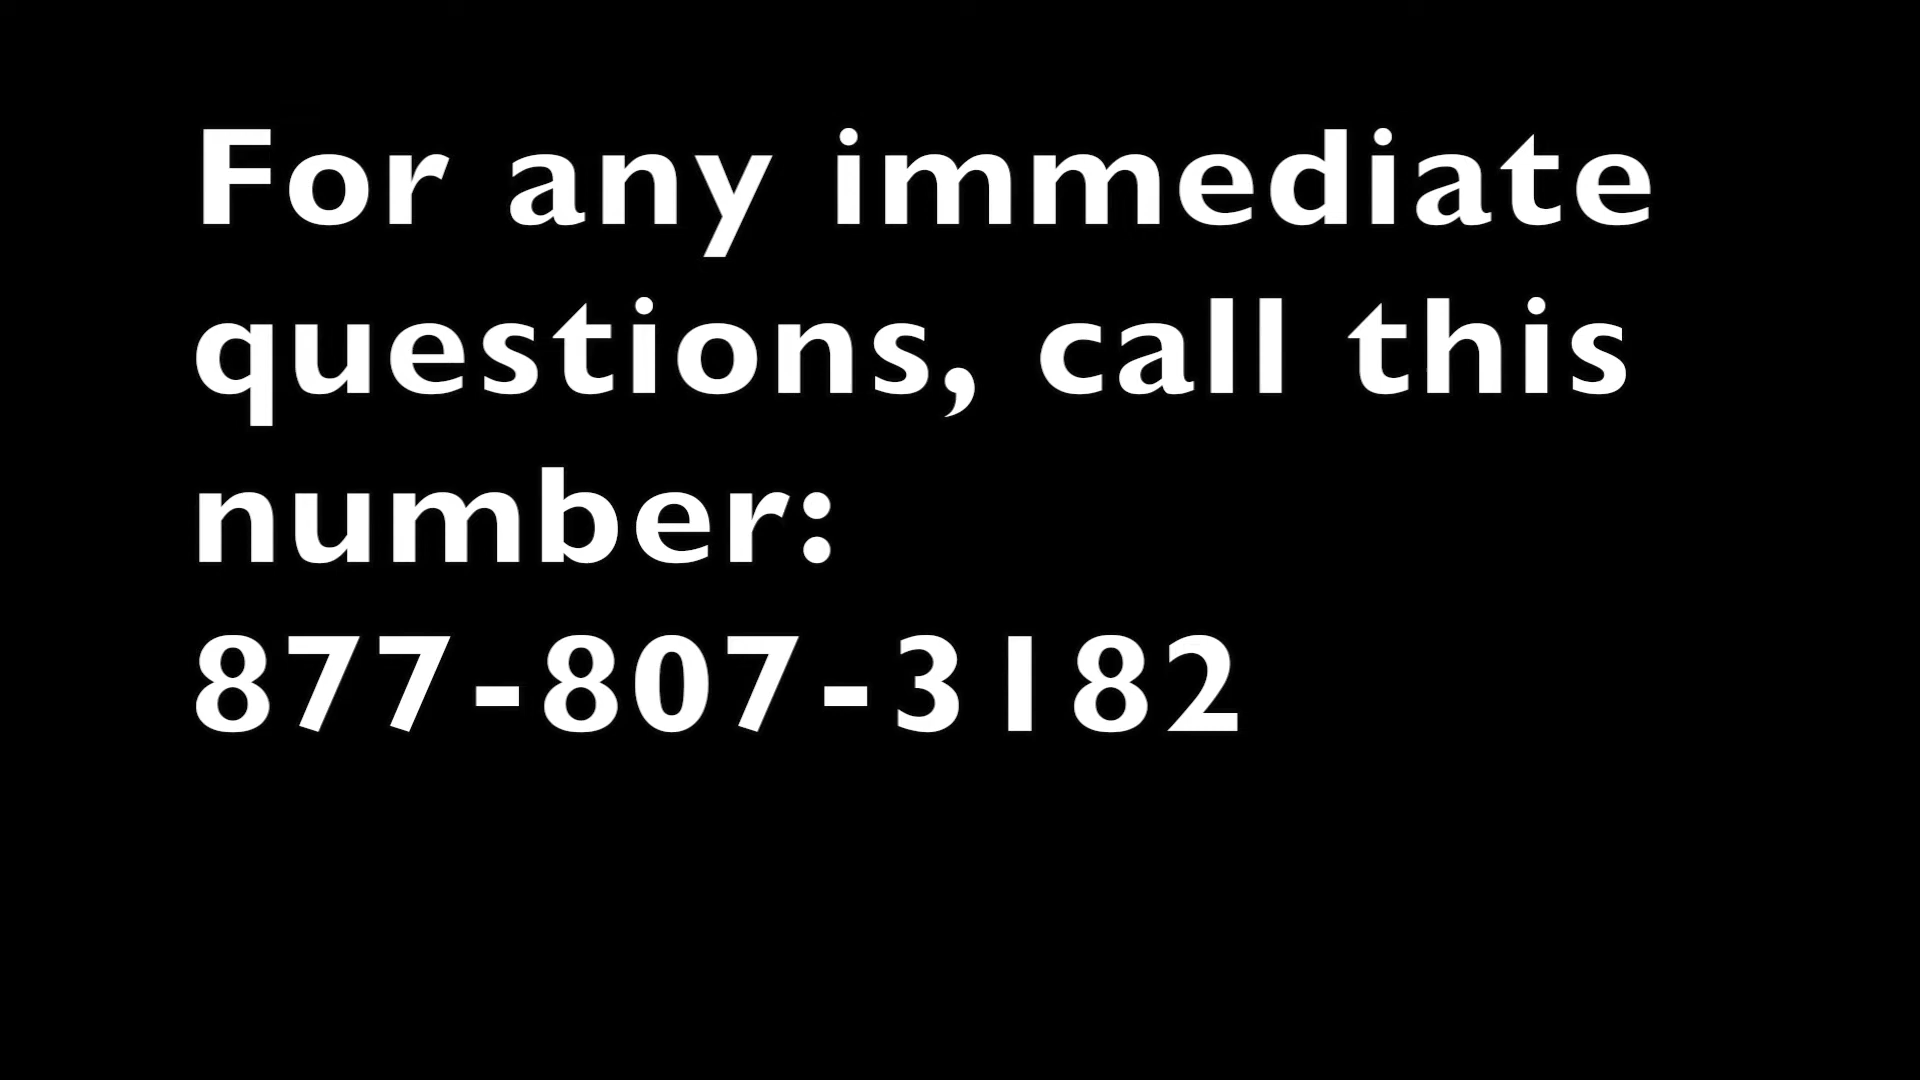 For any immediate
questions, call this
number:
877-807-3182